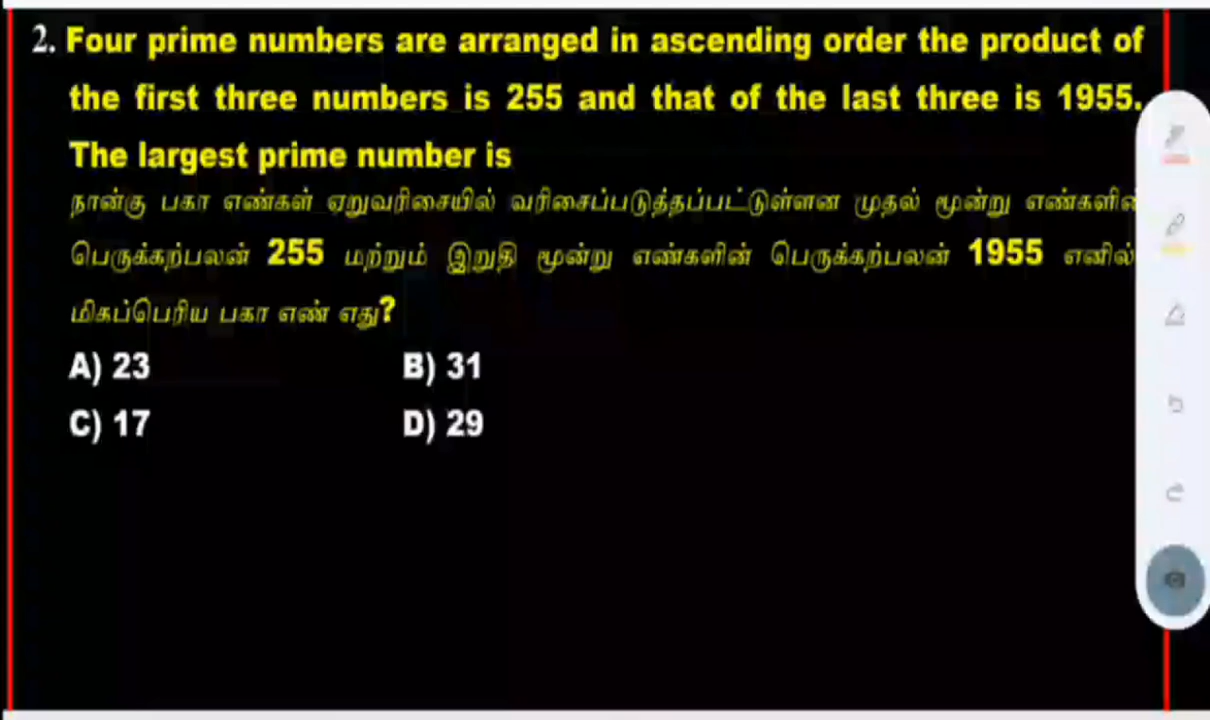 2. Four prime numbers are arranged in ascending order the product of
the first three numbers is 255 and that of the last three is 1955.
The largest prime number is
நான்கு பகா எண்கள் ஏறுவரிசையில் வரிசைப்படுத்தப்பட்டுள்ளன முதல் மூன்று எண்களின்
பெருக்கற்பலன் 255 மற்றும் இறுதி மூன்று எண்களின் பெருக்கற்பலன் 1955 எனில்
மிகப்பெரிய பகா எண் எது?
A) 23 B) 31
C) 17 D) 29